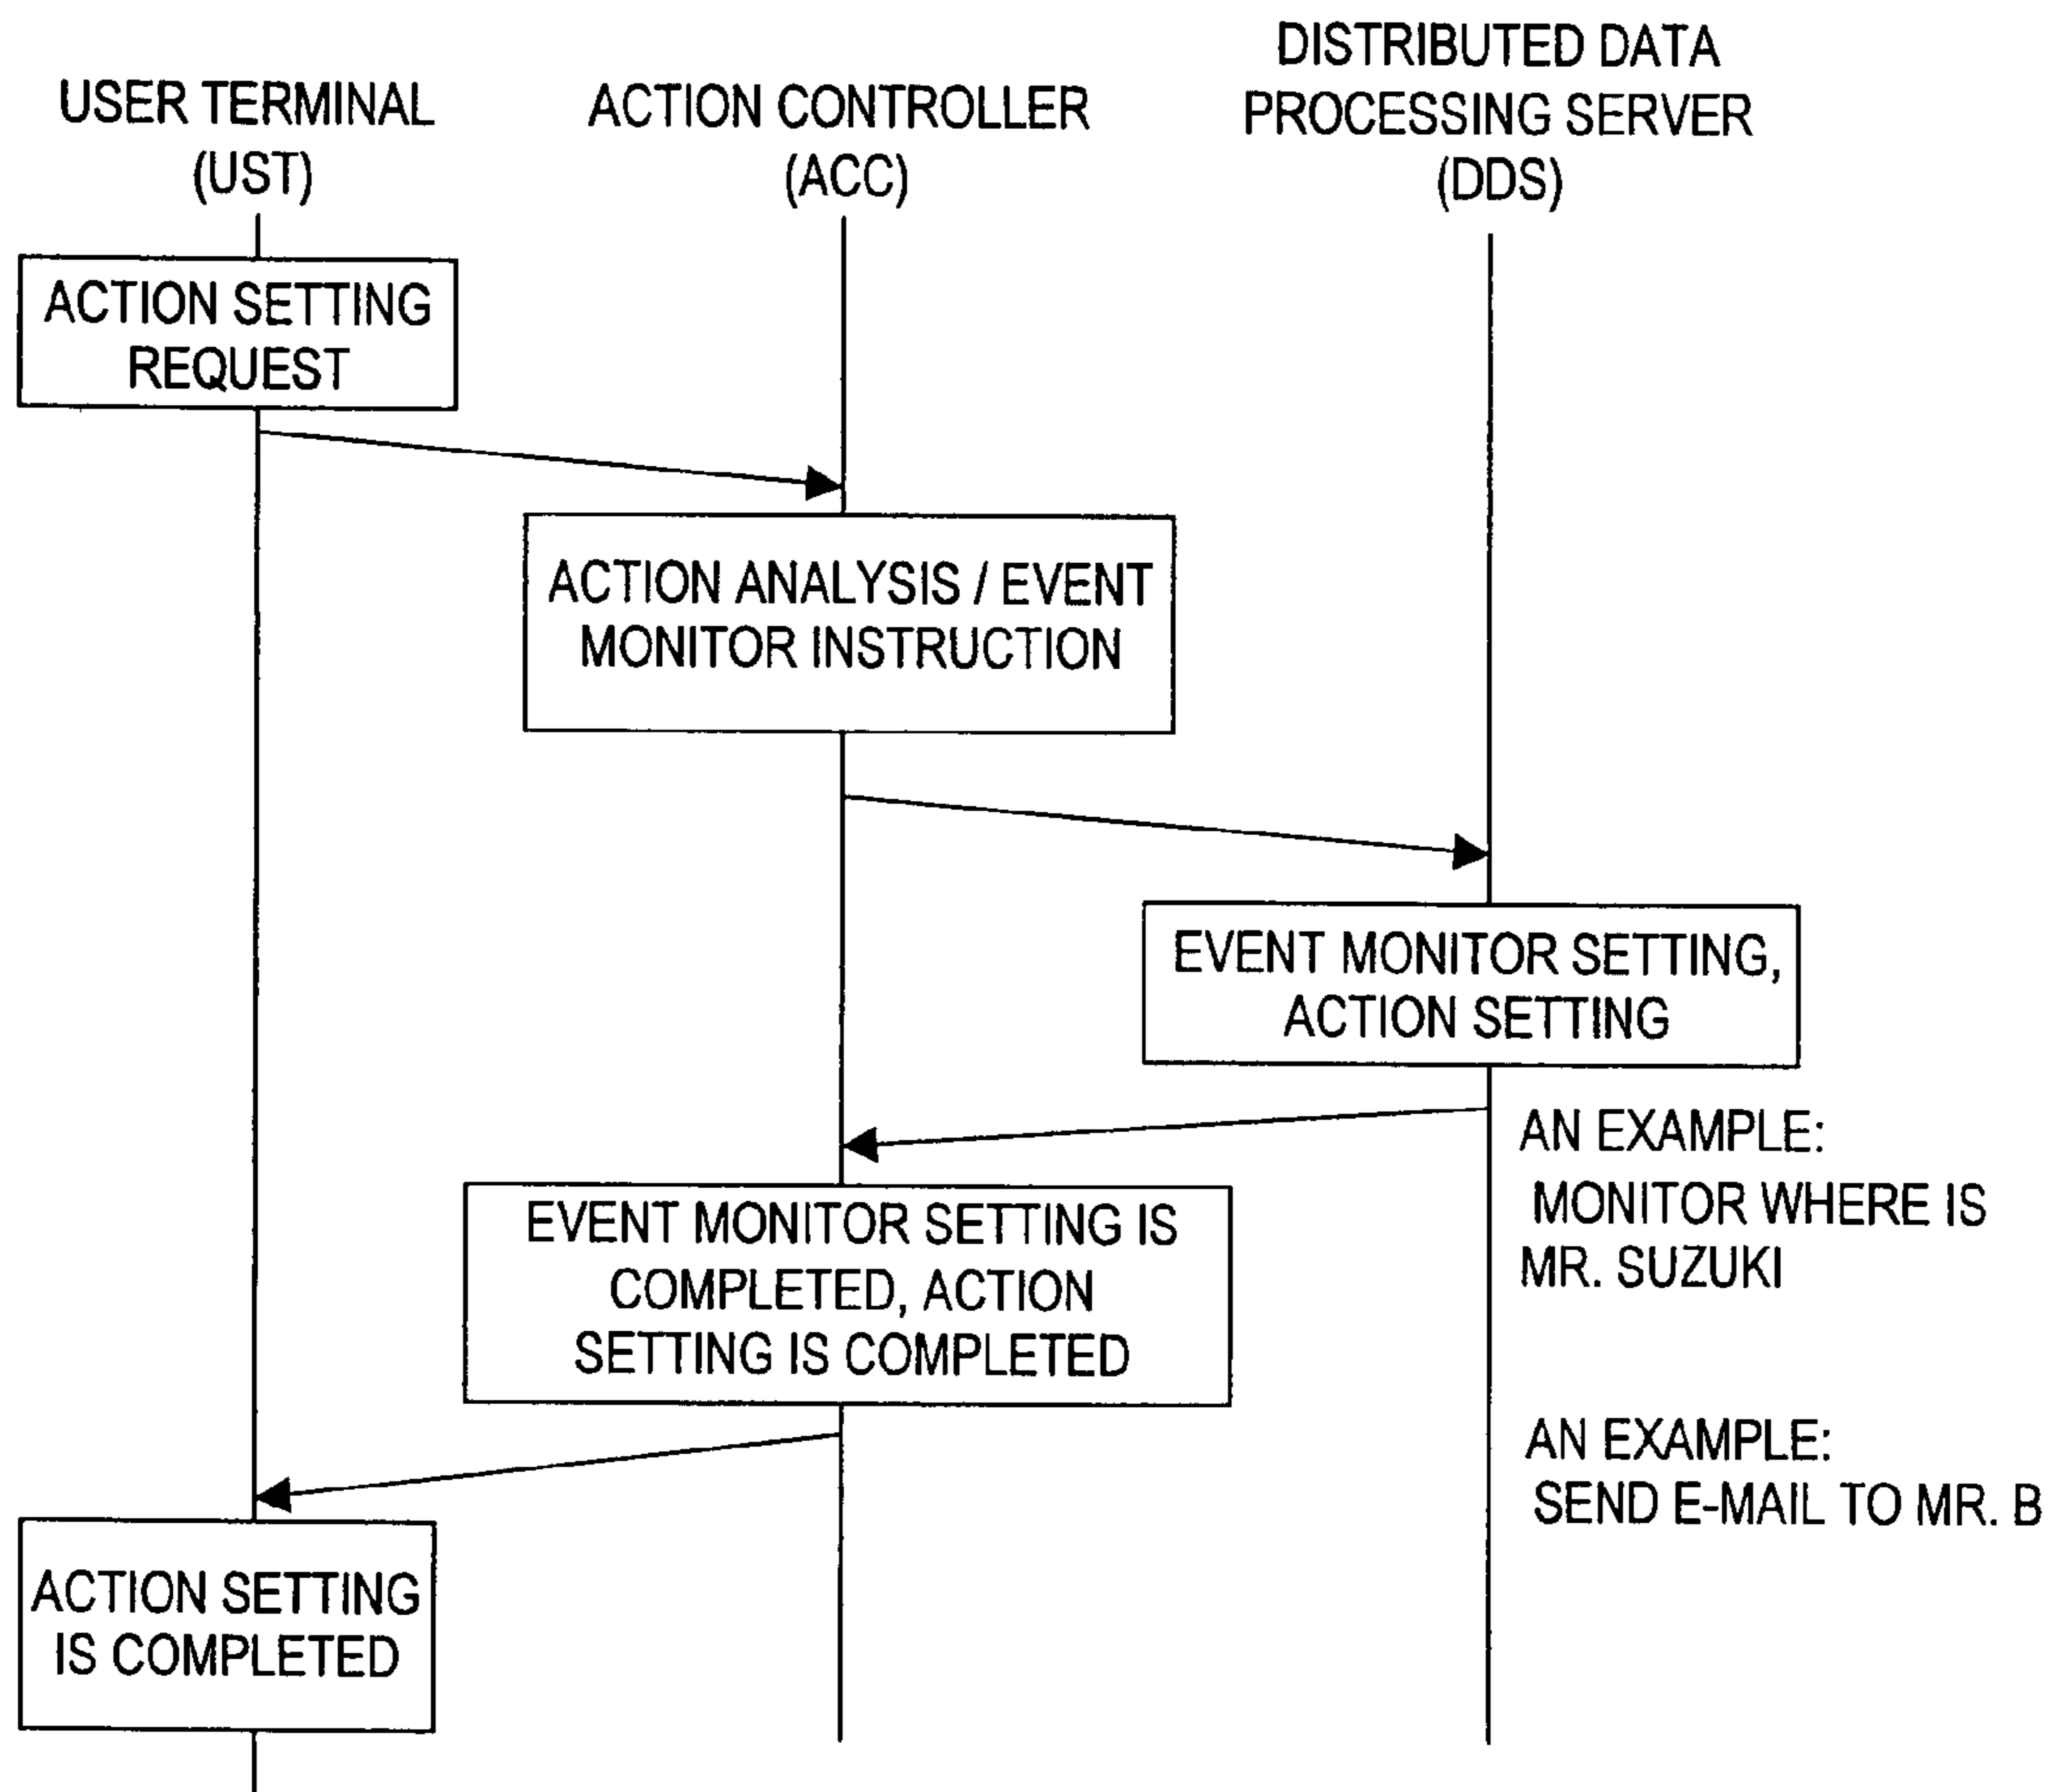 USER TERMINAL
(UST)
ACTION CONTROLLER
(ACC)
DISTRIBUTED DATA
PROCESSING SERVER
(DDS)
ACTION SETTING
REQUEST
ACTION ANALYSIS / EVENT
MONITOR INSTRUCTION
EVENT MONITOR SETTING,
ACTION SETTING
AN EXAMPLE:
MONITOR WHERE IS
MR. SUZUKI
EVENT MONITOR SETTING IS
COMPLETED, ACTION
SETTING IS COMPLETED
AN EXAMPLE:
SEND E-MAIL TO MR. B
ACTION SETTING
IS COMPLETED